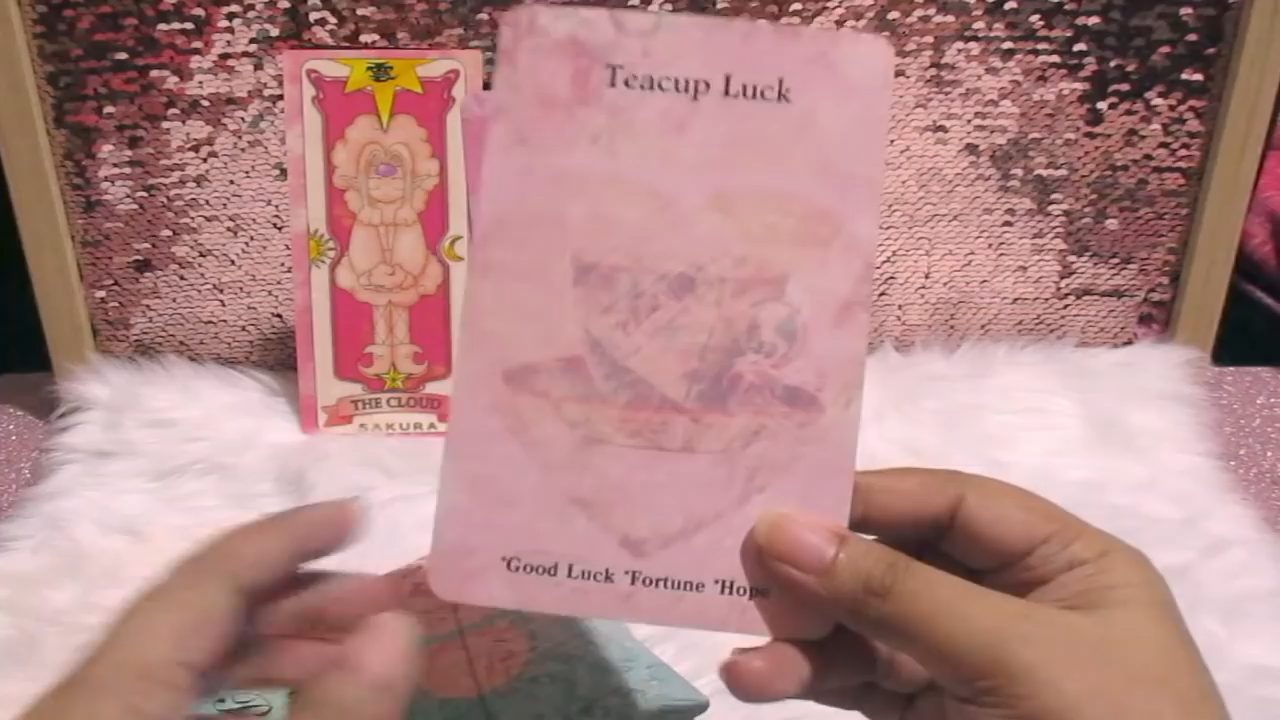 Teacup Luck
*Good Luck *Fortune *Hope
雲
THE CLOUD
SAKURA